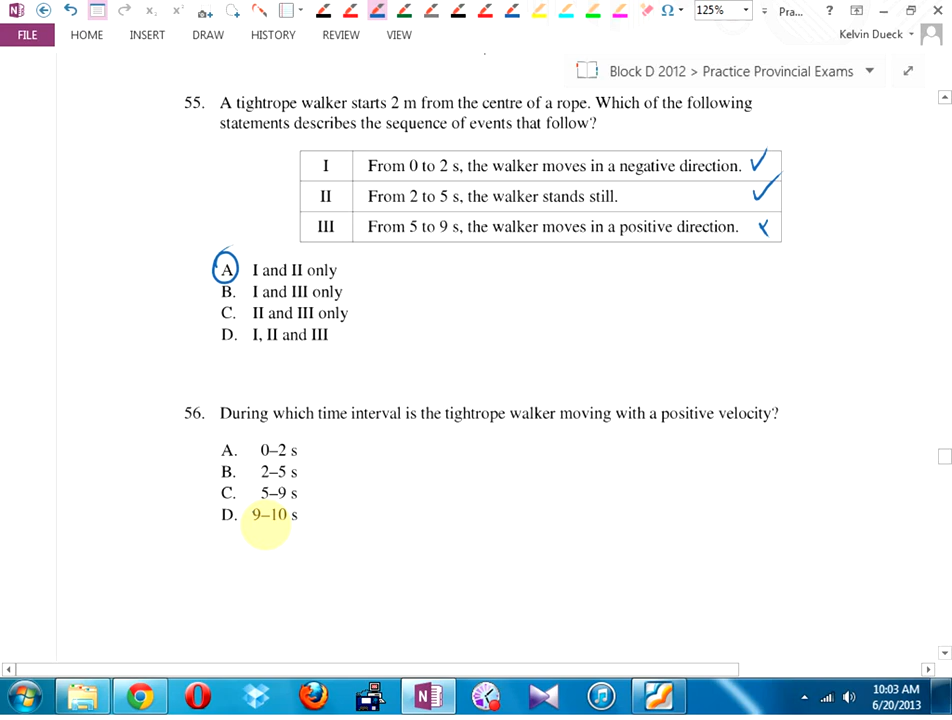 125%
Pra...
?
FILE
HOME
INSERT
DRAW
HISTORY
REVIEW
VIEW
Kelvin Dueck
Block D 2012 > Practice Provincial Exams
55. A tightrope walker starts 2 m from the centre of a rope. Which of the following
statements describes the sequence of events that follow?
I From 0 to 2 s, the walker moves in a negative direction.
II From 2 to 5 s, the walker stands still.
III From 5 to 9 s, the walker moves in a positive direction.
A. I and II only
B. I and III only
C. II and III only
D. I, II and III
56. During which time interval is the tightrope walker moving with a positive velocity?
A. 0–2 s
B. 2–5 s
C. 5–9 s
D. 9–10 s
10:03 AM
6/20/2013